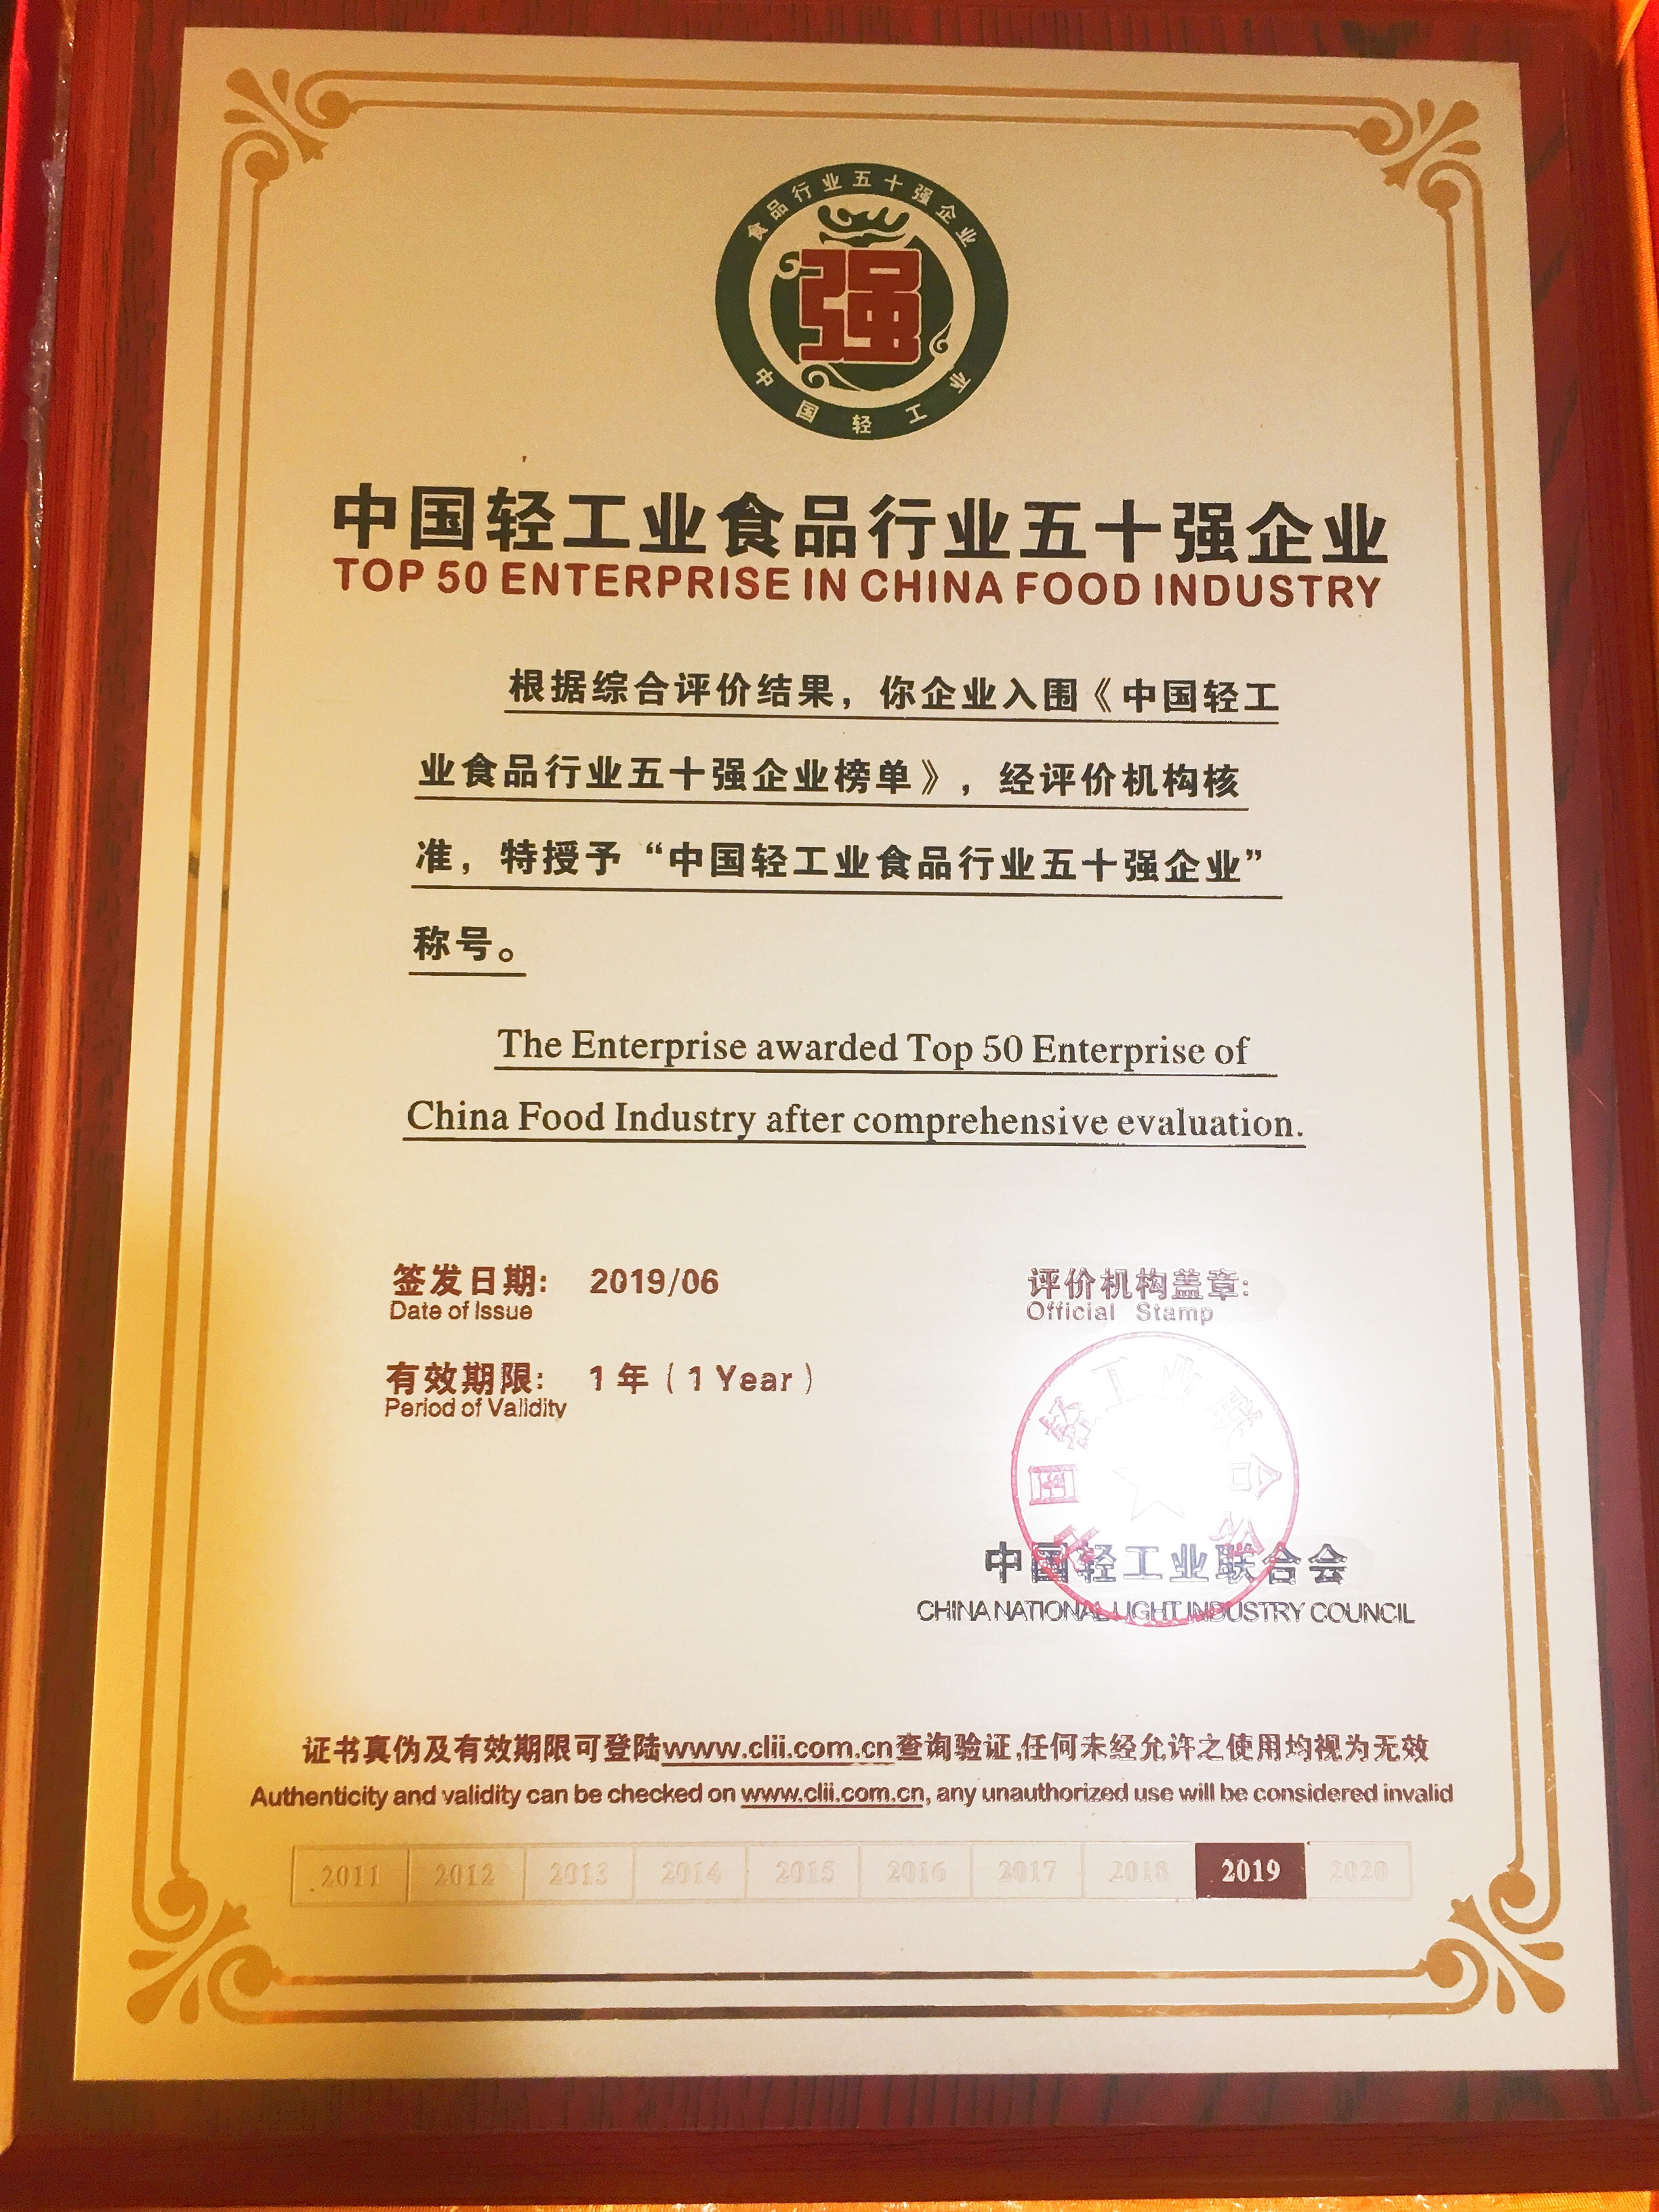 食品行业五十强企业
强
中国轻工业
中国轻工业食品行业五十强企业
TOP 50 ENTERPRISE IN CHINA FOOD INDUSTRY
根据综合评价结果，你企业入围《中国轻工
业食品行业五十强企业榜单》，经评价机构核
准，特授予“中国轻工业食品行业五十强企业”
称号。
The Enterprise awarded Top 50 Enterprise of
China Food Industry after comprehensive evaluation.
签发日期: 2019/06
Date of Issue
有效期限: 1 年（1 Year）
Period of Validity
评价机构盖章:
Official Stamp
中国轻工业联合会
中国轻工业联合会
CHINA NATIONAL LIGHT INDUSTRY COUNCIL
证书真伪及有效期限可登陆www.clii.com.cn查询验证,任何未经允许之使用均视为无效
Authenticity and validity can be checked on www.clii.com.cn, any unauthorized use will be considered invalid
2011 2012 2013 2014 2015 2016 2017 2018 2019 2020